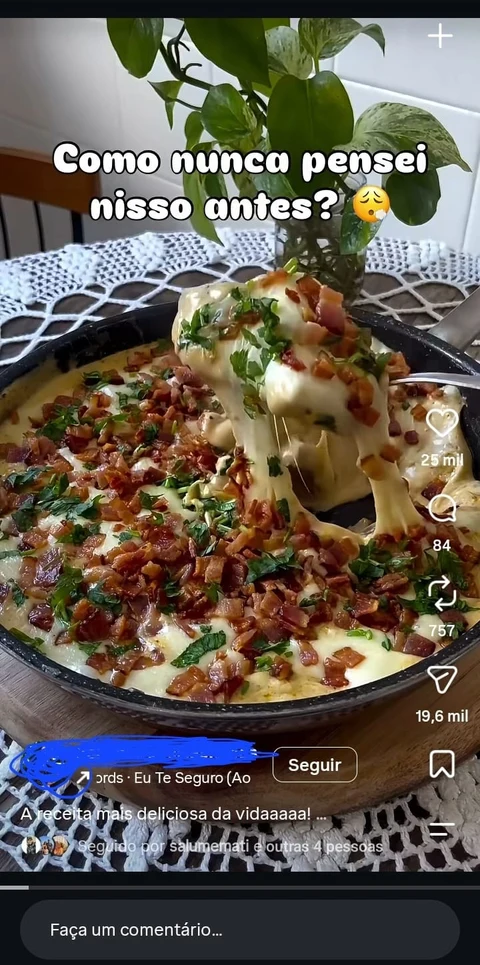 Como nunca pensei
nisso antes? 😮‍💨
25 mil
84
757
19,6 mil
ords · Eu Te Seguro (Ao
Seguir
A receita mais deliciosa da vidaaaaa! ...
Seguido por salumemati e outras 4 pessoas
Faça um comentário...